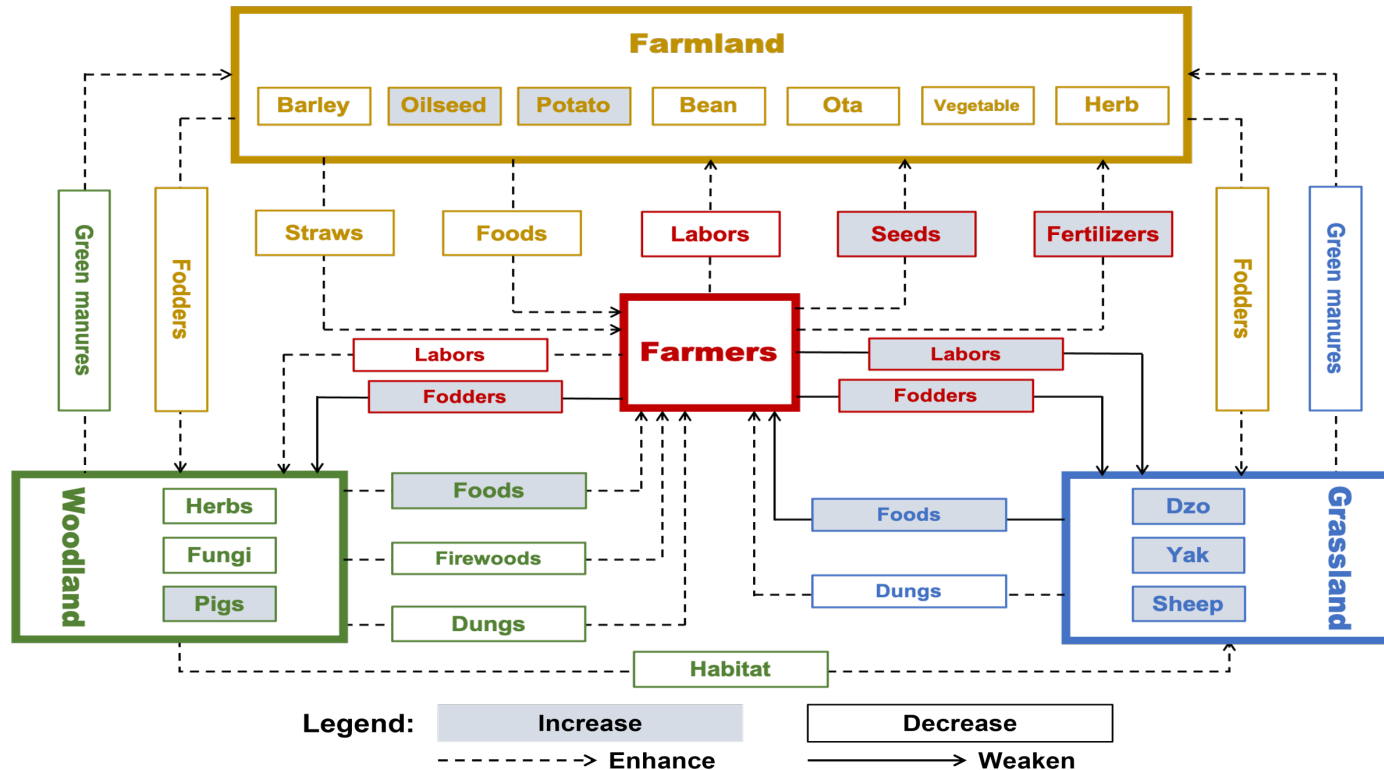 Farmland
Barley
Oilseed
Potato
Bean
Ota
Vegetable
Herb
Green manures
Fodders
Straws
Foods
Labors
Seeds
Fertilizers
Fodders
Green manures
Farmers
Labors
Fodders
Labors
Fodders
Woodland
Herbs
Fungi
Pigs
Foods
Firewoods
Dungs
Foods
Dungs
Dzo
Yak
Sheep
Grassland
Habitat
Legend:
Increase
Decrease
Enhance
Weaken